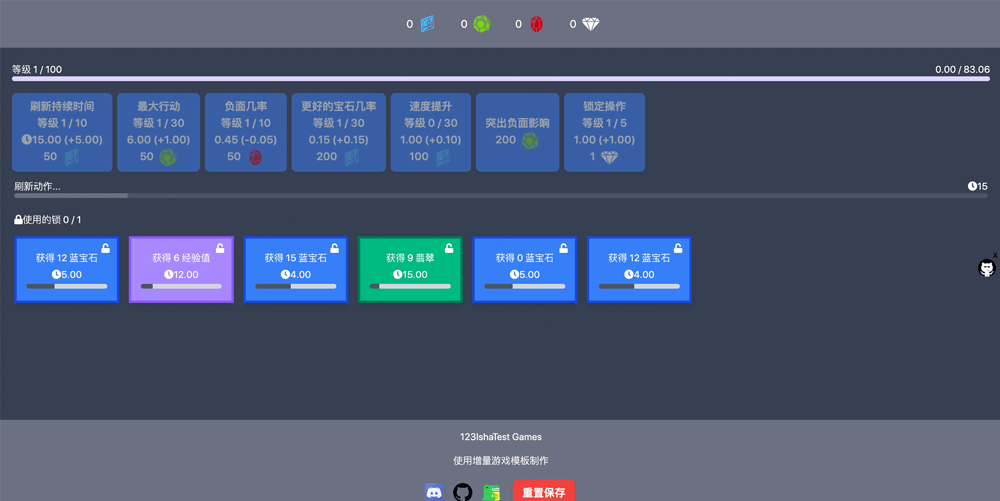 0 0 0 0
等级 1 / 100 0.00 / 83.06
刷新持续时间 最大行动 负面几率 更好的宝石几率 速度提升 锁定操作
等级 1 / 10 等级 1 / 30 等级 1 / 10 等级 1 / 30 等级 0 / 30 突出负面影响 等级 1 / 5
15.00 (+5.00) 6.00 (+1.00) 0.45 (-0.05) 0.15 (+0.15) 1.00 (+0.10) 200 1.00 (+1.00)
50 50 50 200 100 1
刷新动作... 15
使用的锁 0 / 1
获得 12 蓝宝石 获得 6 经验值 获得 15 蓝宝石 获得 9 翡翠 获得 0 蓝宝石 获得 12 蓝宝石
5.00 12.00 4.00 15.00 5.00 4.00
x
123IshaTest Games
使用增量游戏模板制作
重置保存